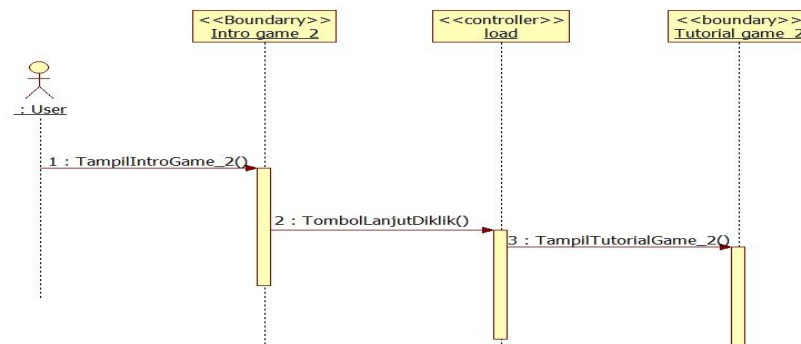 <<Boundarry>>
Intro game_2
<<controller>>
load
<<boundary>>
Tutorial game_2
: User
1 : TampilIntroGame_2()
2 : TombolLanjutDiklik()
3 : TampilTutorialGame_2()